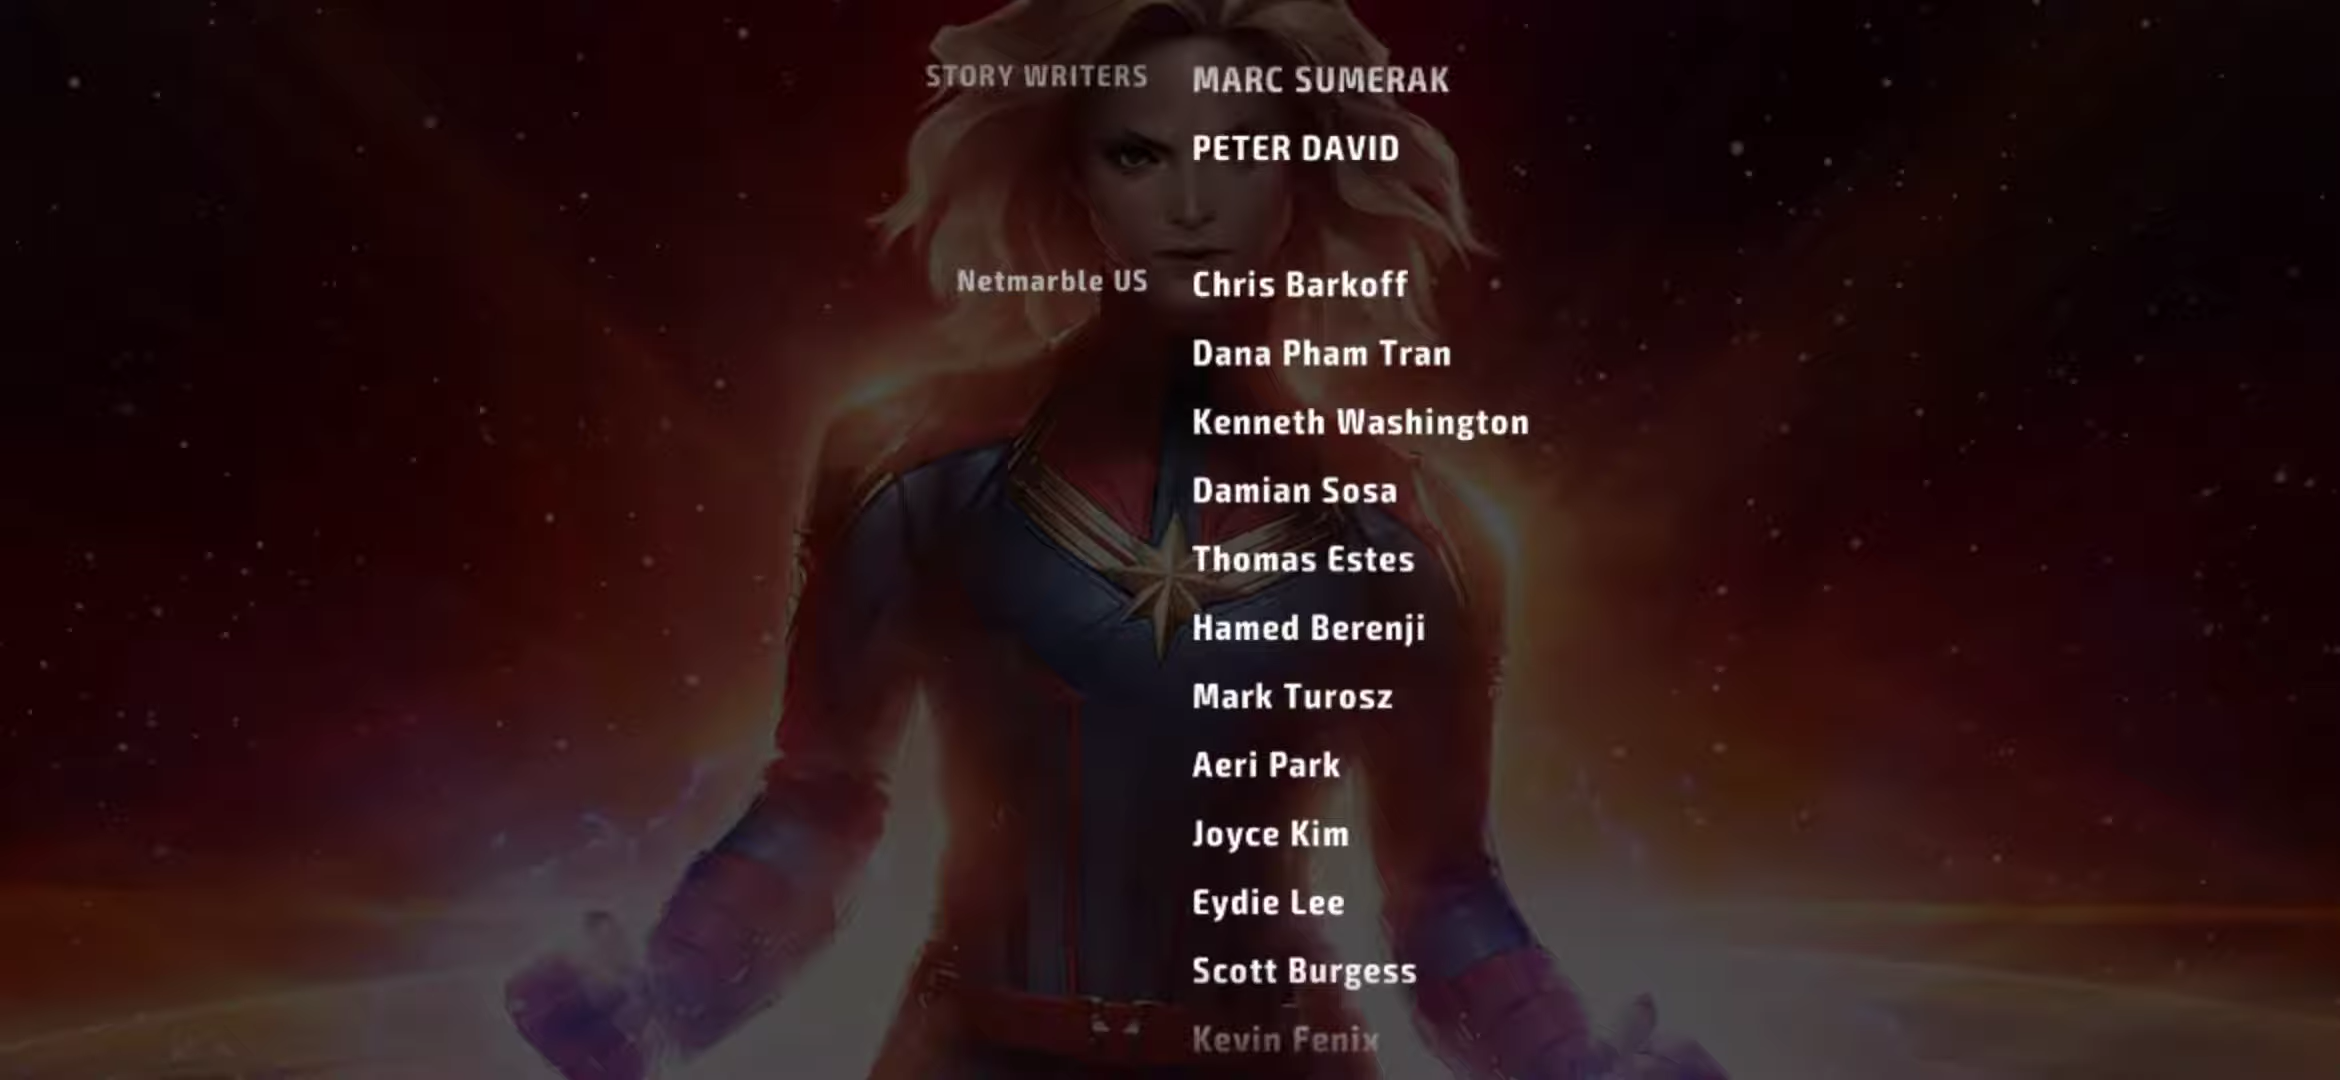 STORY WRITERS MARC SUMERAK
PETER DAVID
Netmarble US Chris Barkoff
Dana Pham Tran
Kenneth Washington
Damian Sosa
Thomas Estes
Hamed Berenji
Mark Turosz
Aeri Park
Joyce Kim
Eydie Lee
Scott Burgess
Kevin Fenix